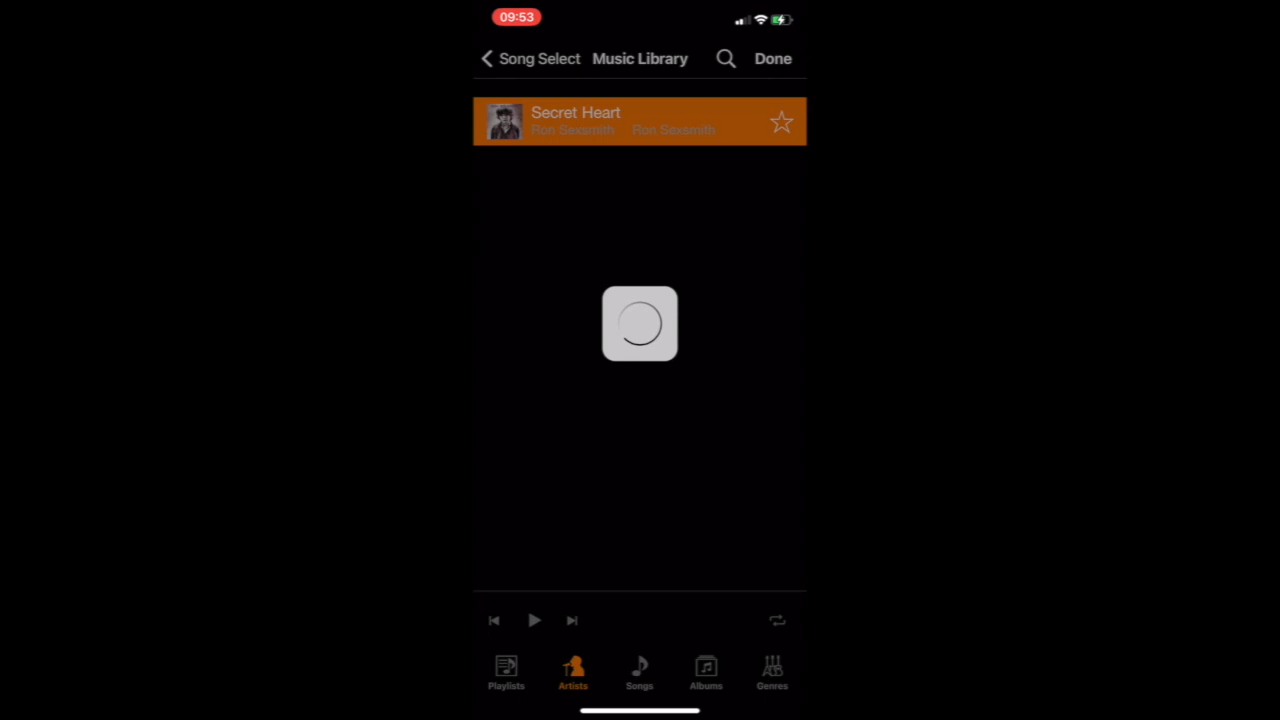 09:53
Song Select Music Library Done
Secret Heart
Ron Sexsmith Ron Sexsmith
Playlists Artists Songs Albums Genres